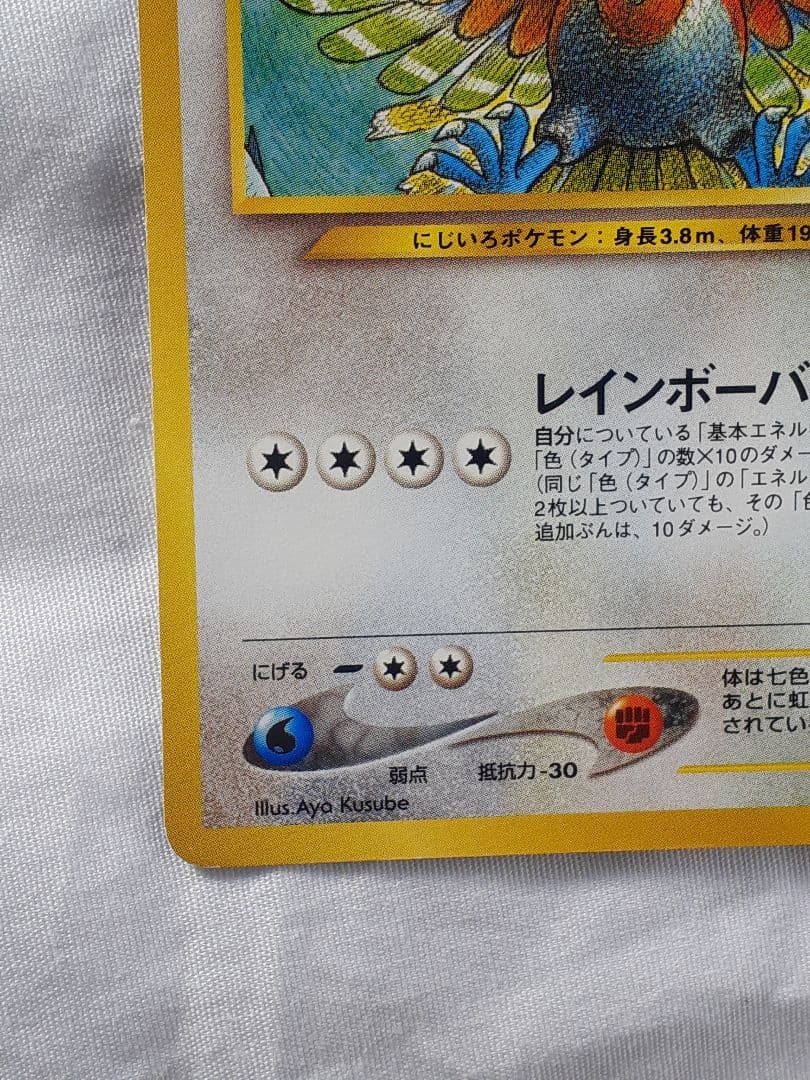 にじいろポケモン：身長3.8m、体重19
レインボーバ
自分についている「基本エネル
「色（タイプ）」の数×10のダメー
（同じ「色（タイプ）」の「エネル
2枚以上ついていても、その「色
追加ぶんは、10ダメージ。）
にげる
体は七色
あとに虹
されてい
弱点
抵抗力-30
Illus.Aya Kusube